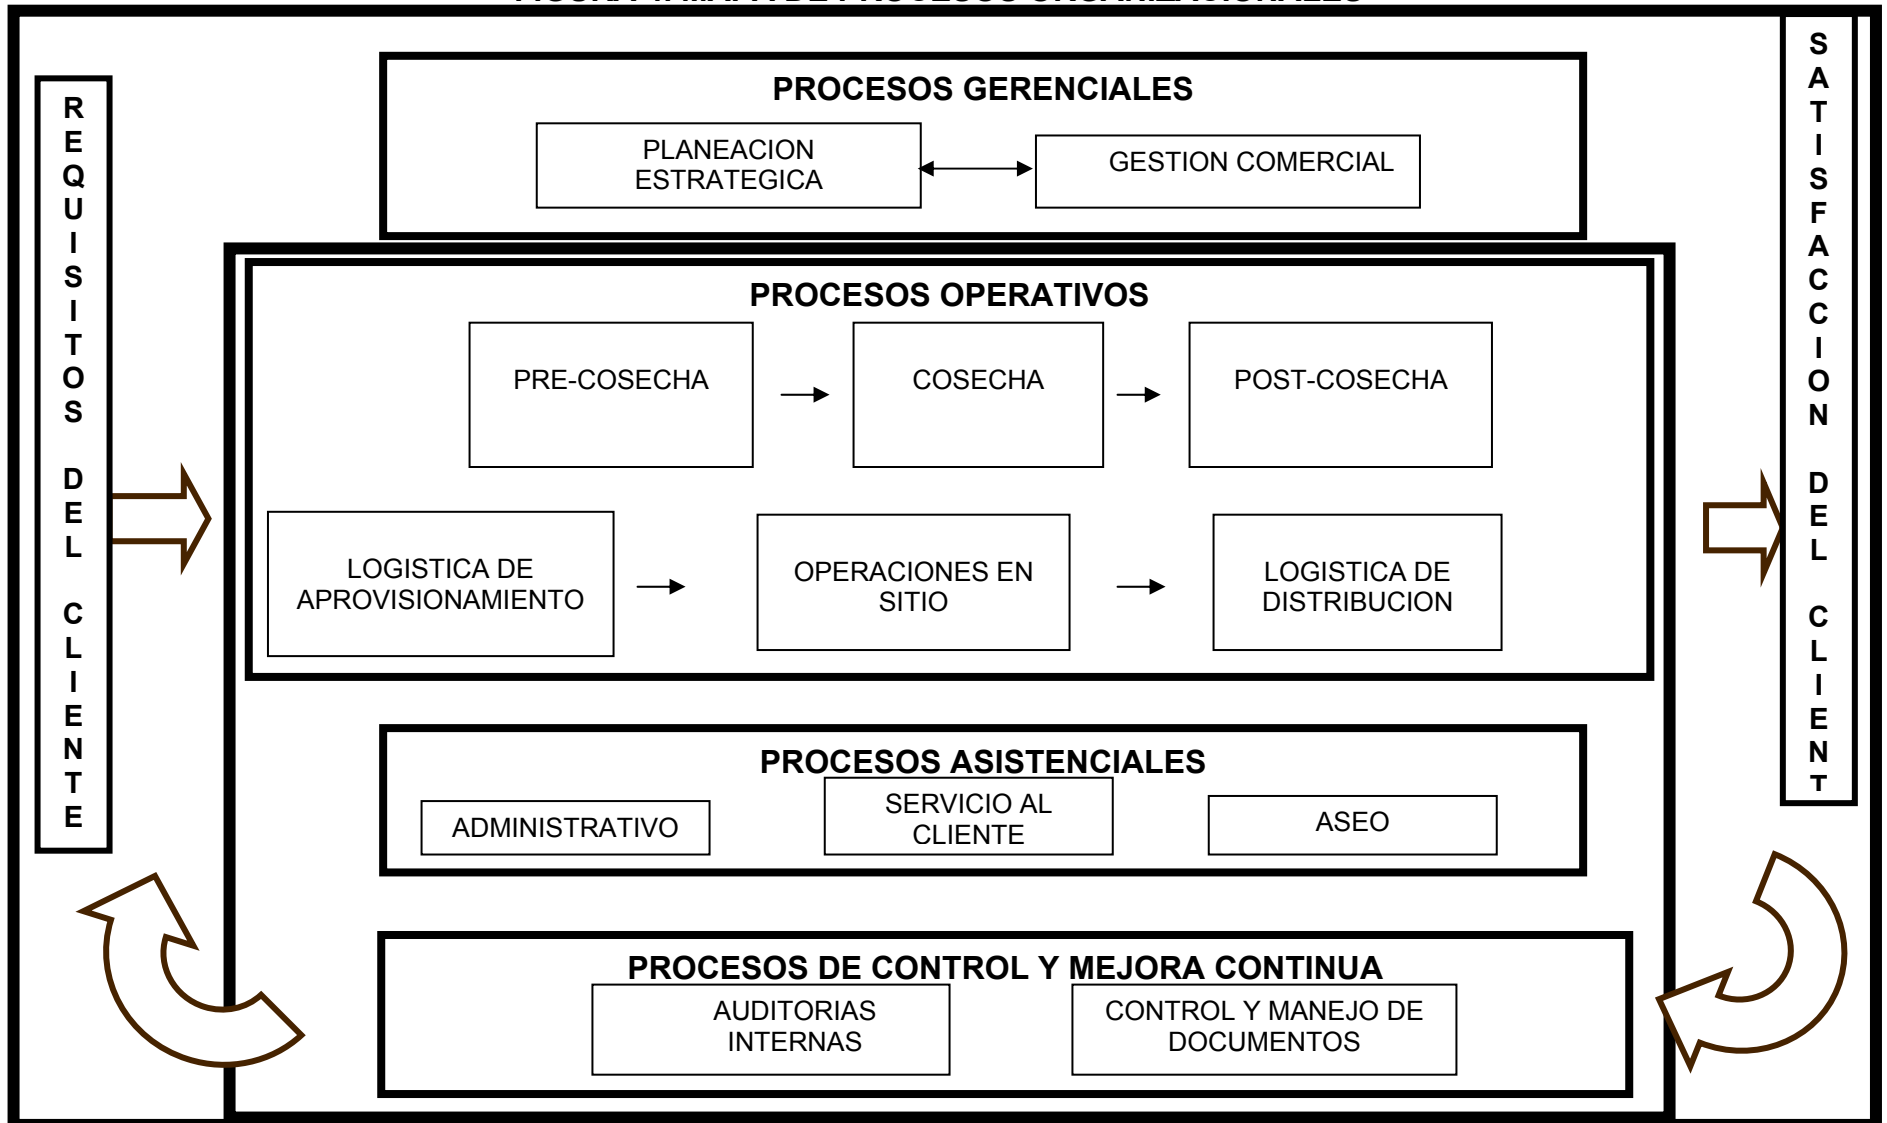 PROCESOS GERENCIALES
PLANEACION
ESTRATEGICA
GESTION COMERCIAL
REQUISITOS DEL CLIENTE
SATISFACCION DEL CLIENT
PROCESOS OPERATIVOS
PRE-COSECHA
COSECHA
POST-COSECHA
LOGISTICA DE
APROVISIONAMIENTO
OPERACIONES EN
SITIO
LOGISTICA DE
DISTRIBUCION
PROCESOS ASISTENCIALES
ADMINISTRATIVO
SERVICIO AL
CLIENTE
ASEO
PROCESOS DE CONTROL Y MEJORA CONTINUA
AUDITORIAS
INTERNAS
CONTROL Y MANEJO DE
DOCUMENTOS